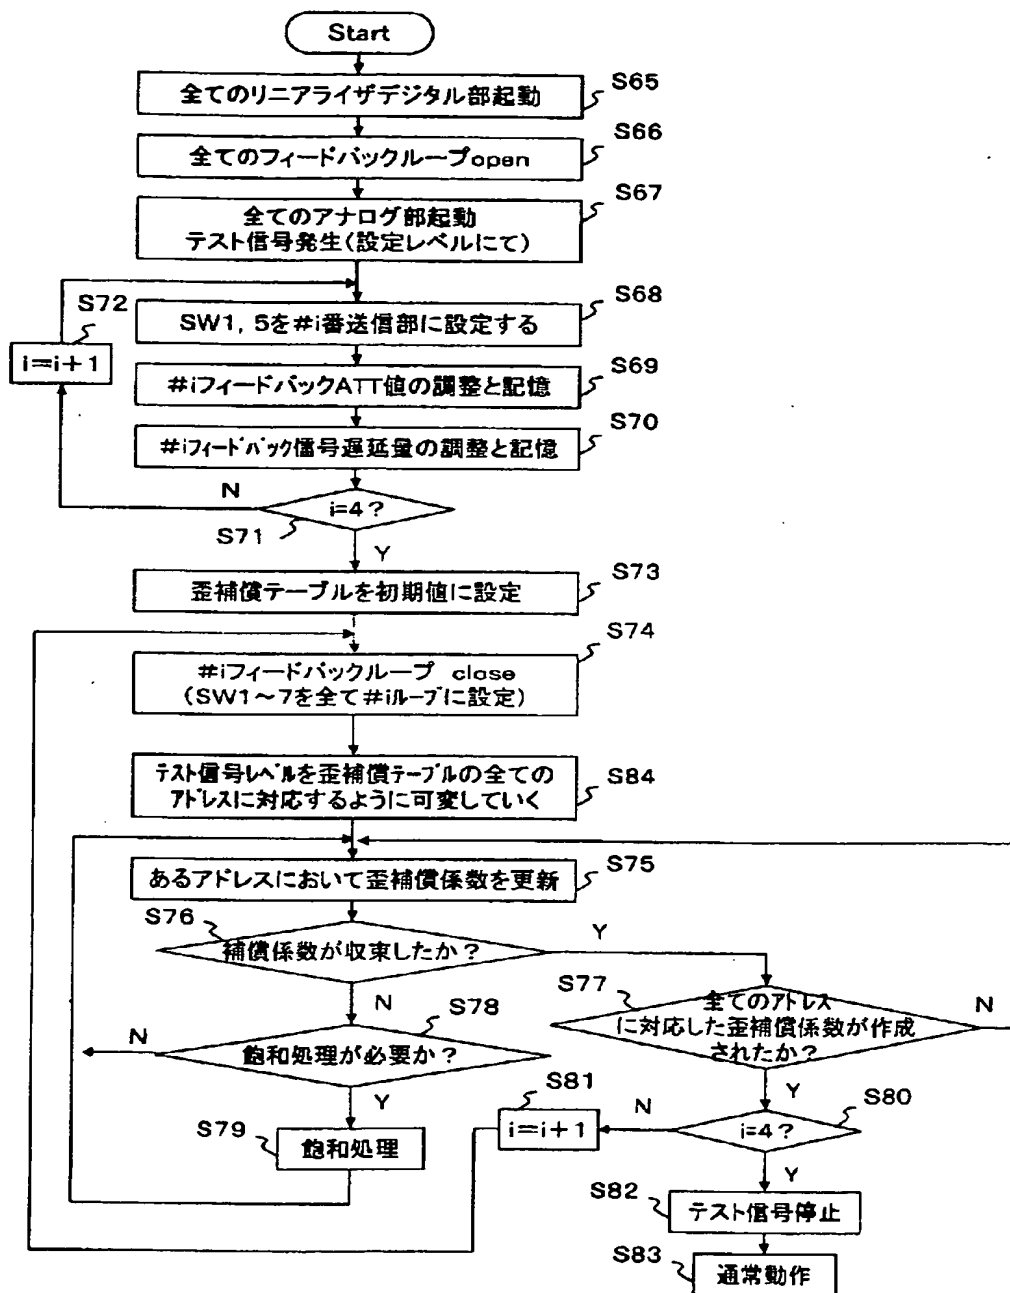 Start
全てのリニアライザデジタル部起動
S65
全てのフィードバックループopen
S66
全てのアナログ部起動
テスト信号発生(設定レベルにて)
S67
S72
i=i+1
SW1, 5を#i番送信部に設定する
S68
#iフィードバックATT値の調整と記憶
S69
#iフィードバック信号遅延量の調整と記憶
S70
N
i=4?
S71
Y
歪補償テーブルを初期値に設定
S73
#iフィードバックループ close
(SW1~7を全て#iループに設定)
S74
テスト信号レベルを歪補償テーブルの全ての
アドレスに対応するように可変していく
S84
あるアドレスにおいて歪補償係数を更新
S75
S76
補償係数が収束したか?
Y
N
S77
全てのアドレス
に対応した歪補償係数が作成
されたか?
N
S78
N
飽和処理が必要か?
Y
Y
S79
飽和処理
S81
i=i+1
N
i=4?
S80
Y
S82
テスト信号停止
S83
通常動作